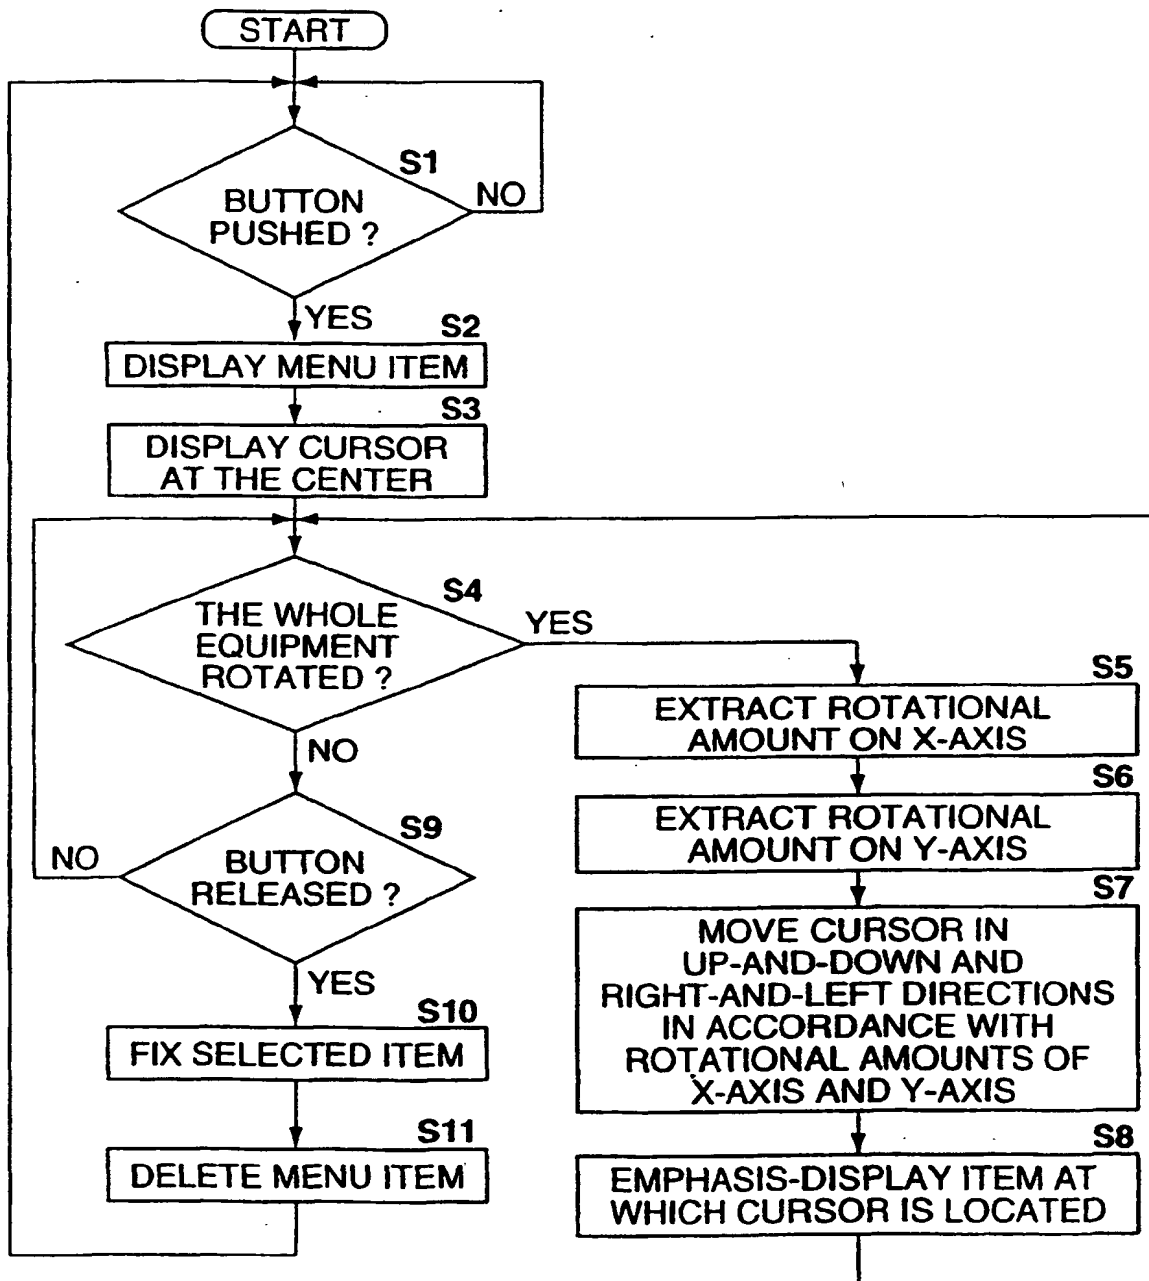 START
S1
BUTTON
PUSHED ?
NO
YES
S2
DISPLAY MENU ITEM
S3
DISPLAY CURSOR
AT THE CENTER
S4
THE WHOLE
EQUIPMENT
ROTATED ?
YES
NO
S5
EXTRACT ROTATIONAL
AMOUNT ON X-AXIS
S6
EXTRACT ROTATIONAL
AMOUNT ON Y-AXIS
S7
MOVE CURSOR IN
UP-AND-DOWN AND
RIGHT-AND-LEFT DIRECTIONS
IN ACCORDANCE WITH
ROTATIONAL AMOUNTS OF
X-AXIS AND Y-AXIS
S8
EMPHASIS-DISPLAY ITEM AT
WHICH CURSOR IS LOCATED
S9
BUTTON
RELEASED ?
NO
YES
S10
FIX SELECTED ITEM
S11
DELETE MENU ITEM